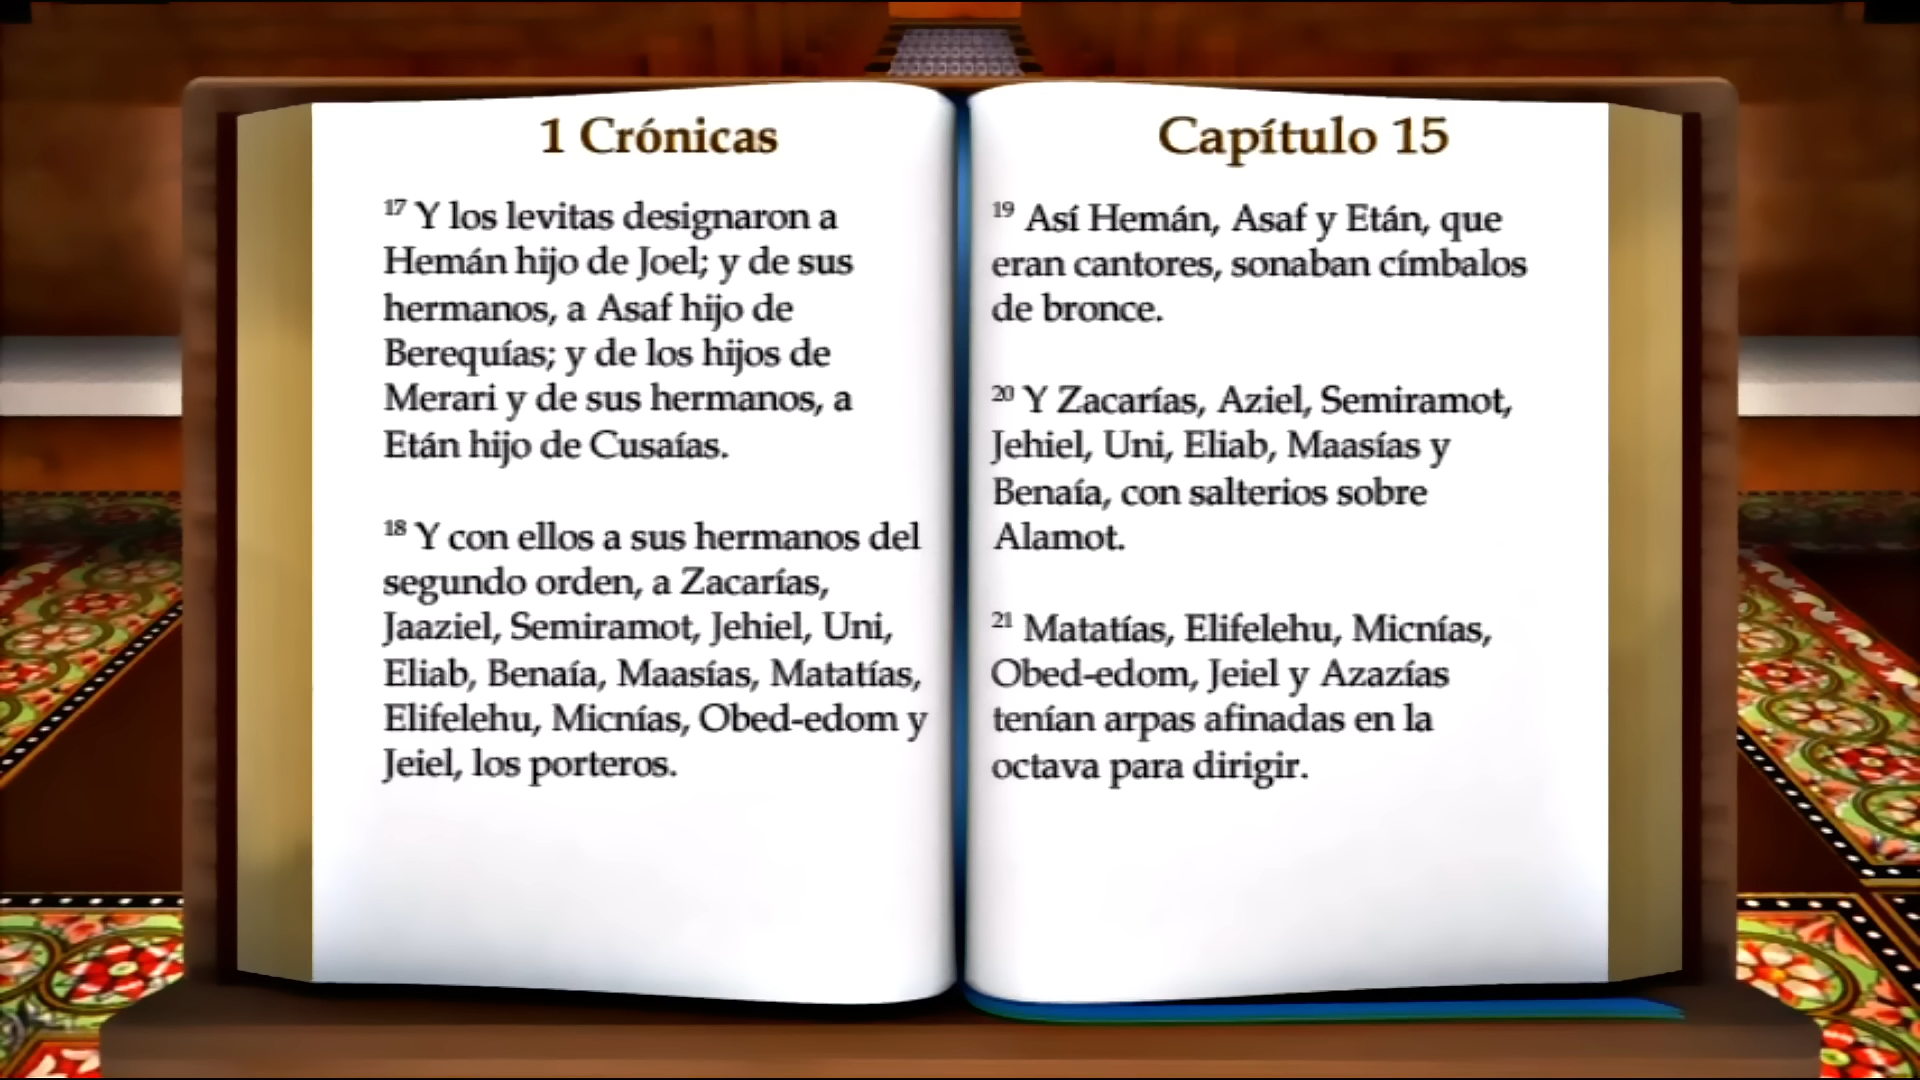 1 Crónicas
17 Y los levitas designaron a
Hemán hijo de Joel; y de sus
hermanos, a Asaf hijo de
Berequías; y de los hijos de
Merari y de sus hermanos, a
Etán hijo de Cusaías.
18 Y con ellos a sus hermanos del
segundo orden, a Zacarías,
Jaaziel, Semiramot, Jehiel, Uni,
Eliab, Benaía, Maasías, Matatías,
Elifelehu, Micnías, Obed-edom y
Jeiel, los porteros.
Capítulo 15
19 Así Hemán, Asaf y Etán, que
eran cantores, sonaban címbalos
de bronce.
20 Y Zacarías, Aziel, Semiramot,
Jehiel, Uni, Eliab, Maasías y
Benaía, con salterios sobre
Alamot.
21 Matatías, Elifelehu, Micnías,
Obed-edom, Jeiel y Azazías
tenían arpas afinadas en la
octava para dirigir.